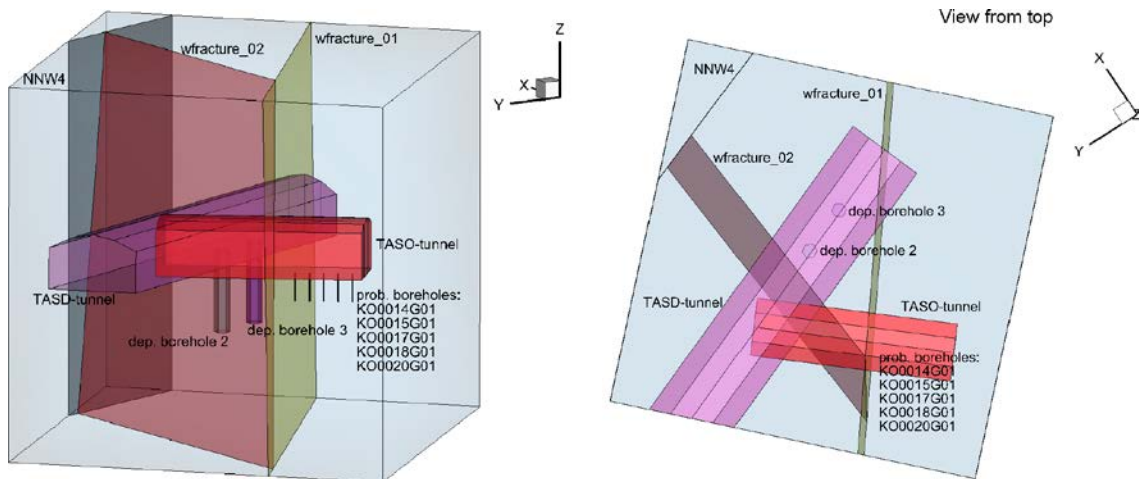 View from top
wfracture_01
wfracture_02
NNW4
Z
X
Y
TASO-tunnel
TASD-tunnel
prob. boreholes:
KO0014G01
KO0015G01
KO0017G01
KO0018G01
KO0020G01
dep. borehole 3
dep. borehole 2
NNW4
wfracture_01
wfracture_02
X
Z
Y
dep. borehole 3
dep. borehole 2
TASD-tunnel
TASO-tunnel
prob. boreholes:
KO0014G01
KO0015G01
KO0017G01
KO0018G01
KO0020G01